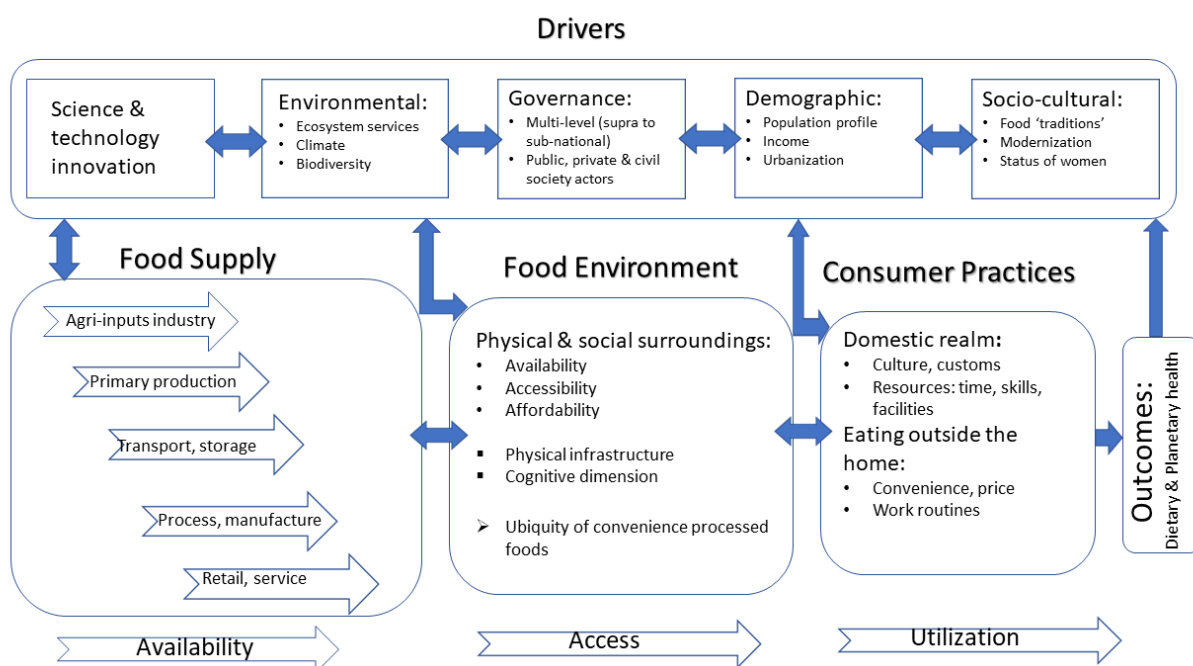 Drivers
Science &
technology
innovation
Environmental:
• Ecosystem services
• Climate
• Biodiversity
Governance:
• Multi-level (supra to
sub-national)
• Public, private & civil
society actors
Demographic:
• Population profile
• Income
• Urbanization
Socio-cultural:
• Food ‘traditions’
• Modernization
• Status of women
Food Supply
Agri-inputs industry
Primary production
Transport, storage
Process, manufacture
Retail, service
Food Environment
Physical & social surroundings:
• Availability
• Accessibility
• Affordability
▪ Physical infrastructure
▪ Cognitive dimension
➢ Ubiquity of convenience processed
foods
Consumer Practices
Domestic realm:
• Culture, customs
• Resources: time, skills,
facilities
Eating outside the
home:
• Convenience, price
• Work routines
Outcomes:
Dietary & Planetary health
Availability
Access
Utilization